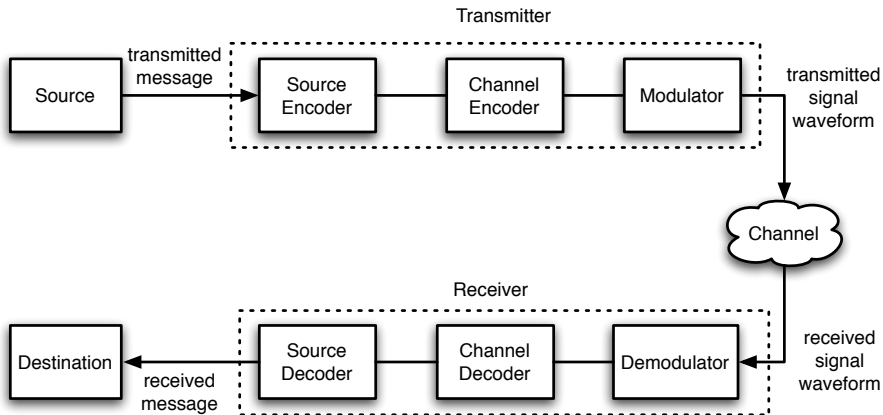 Transmitter
Source
transmitted
message
Source
Encoder
Channel
Encoder
Modulator
transmitted
signal
waveform
Channel
Receiver
Destination
received
message
Source
Decoder
Channel
Decoder
Demodulator
received
signal
waveform